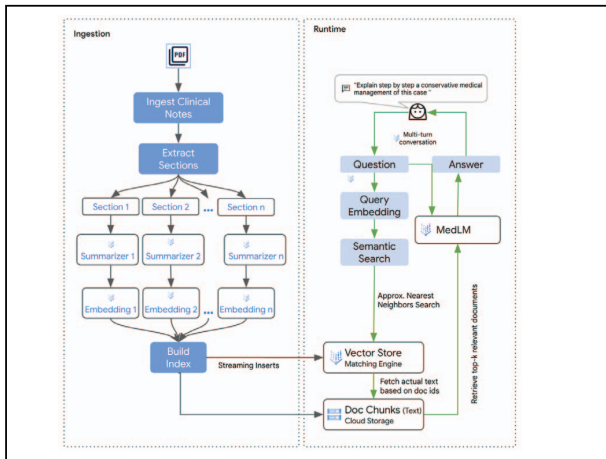 Ingestion
PDF
Ingest Clinical
Notes
Extract
Sections
Section 1
Section 2
...
Section n
Summarizer 1
Summarizer 2
Summarizer n
Embedding 1
Embedding 2
...
Embedding n
Build
Index
Streaming Inserts
Runtime
"Explain step by step a conservative medical
management of this case "
Multi-turn
conversation
Question
Answer
Query
Embedding
MedLM
Semantic
Search
Approx. Nearest
Neighbors Search
Vector Store
Matching Engine
Fetch actual text
based on doc ids
Doc Chunks (Text)
Cloud Storage
Retrieve top-k relevant documents